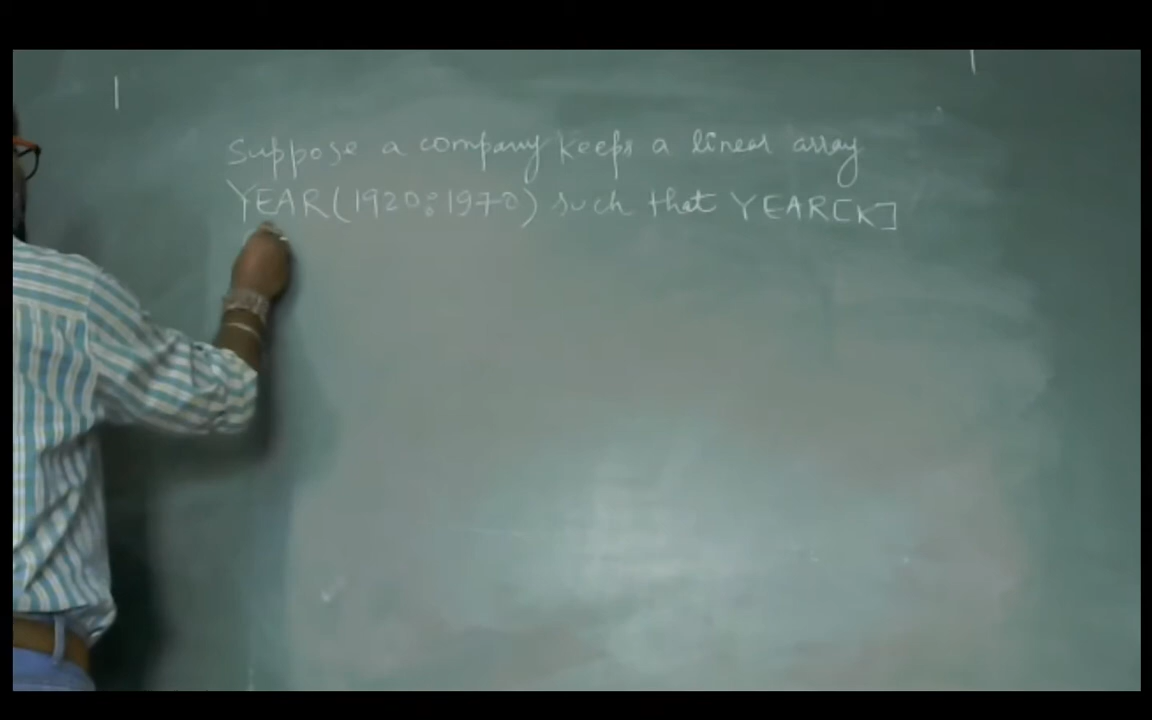 Suppose a company keeps a linear array
YEAR(1920:1970) such that YEAR[K]